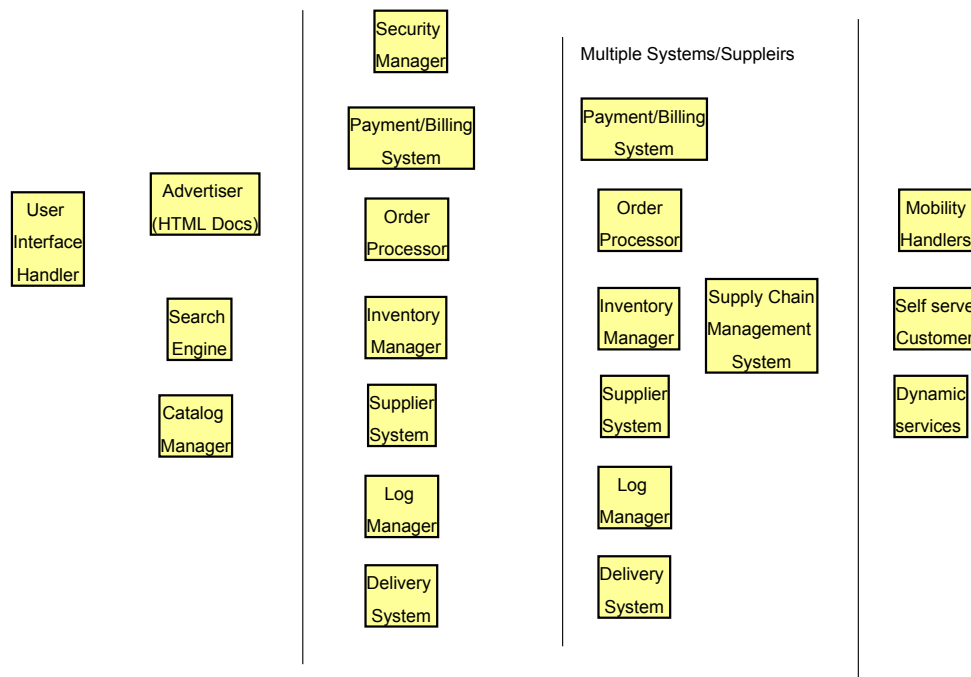 User
Interface
Handler
Advertiser
(HTML Docs)
Search
Engine
Catalog
Manager
Security
Manager
Payment/Billing
System
Order
Processor
Inventory
Manager
Supplier
System
Log
Manager
Delivery
System
Multiple Systems/Suppleirs
Payment/Billing
System
Order
Processor
Inventory
Manager
Supply Chain
Management
System
Supplier
System
Log
Manager
Delivery
System
Mobility
Handlers
Self serve
Customer
Dynamic
services